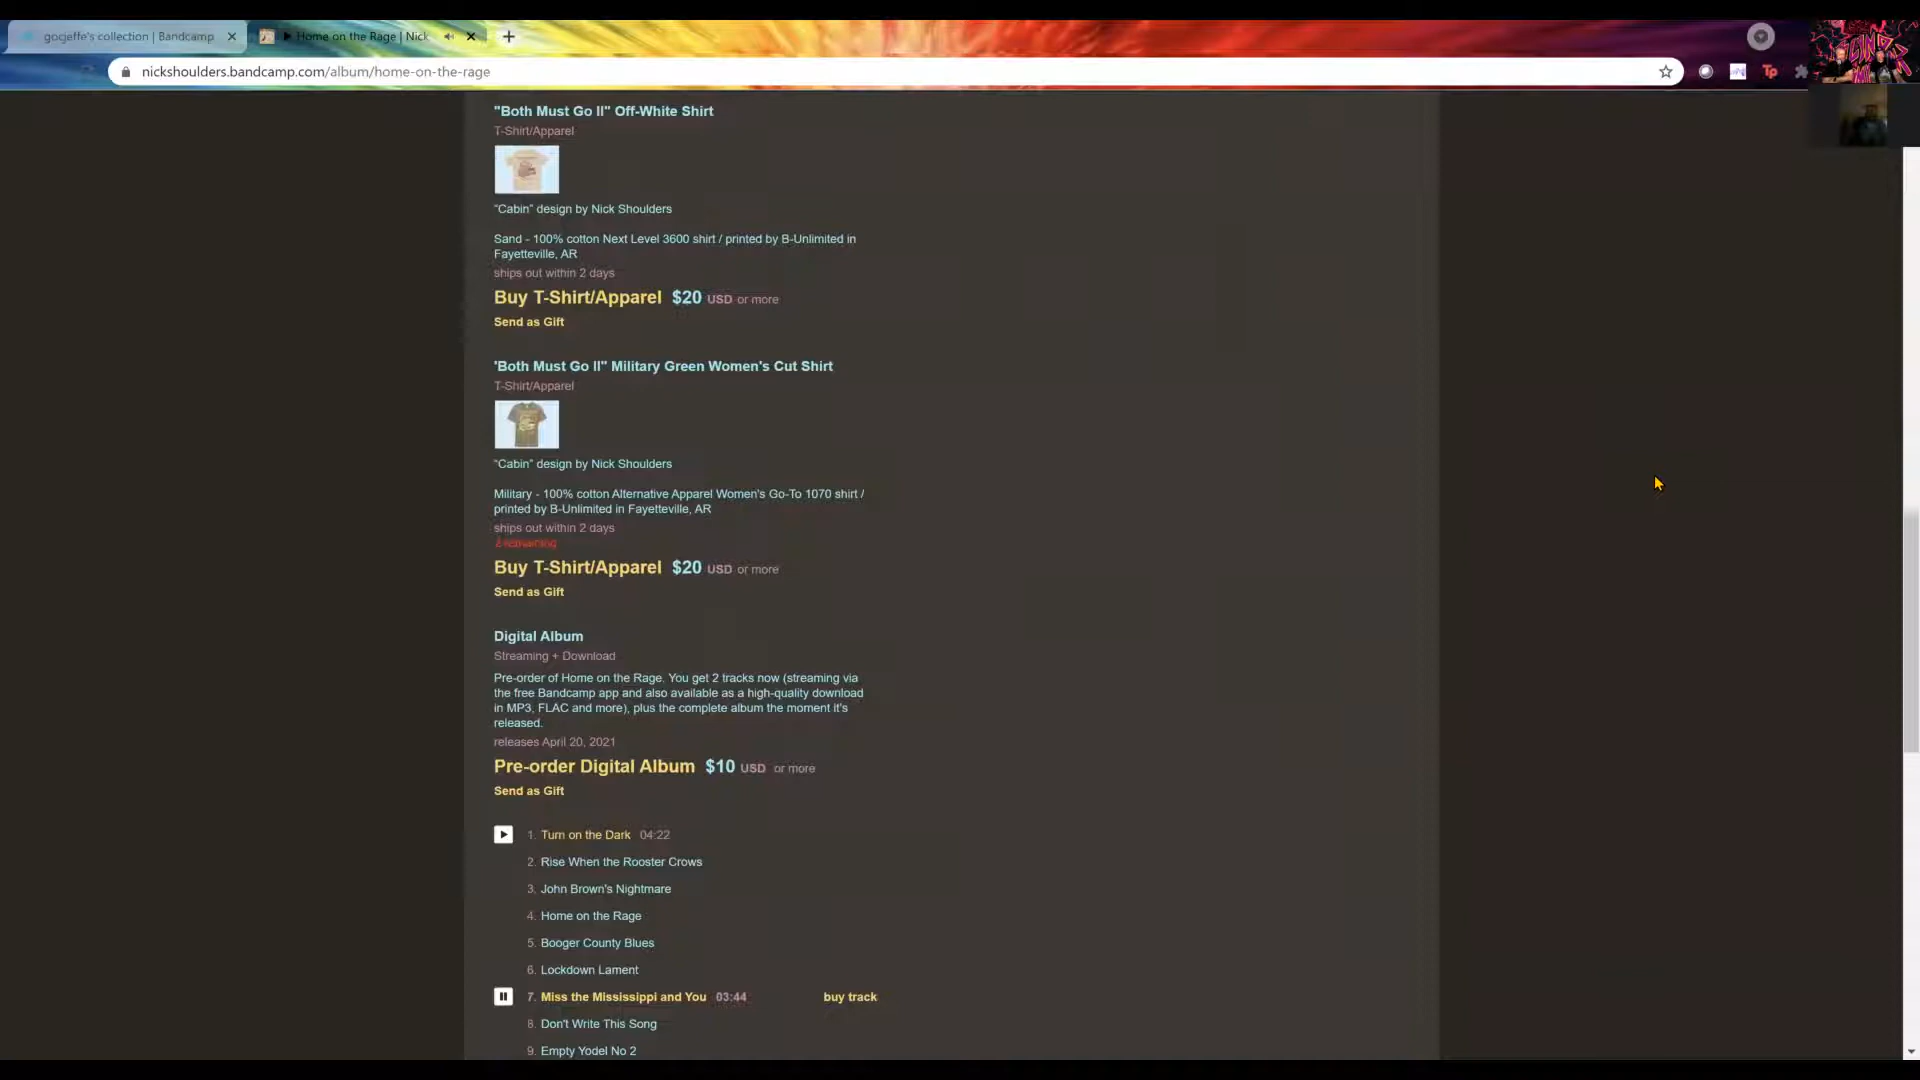 gocjeffe's collection | Bandcamp
Home on the Rage | Nick
nickshoulders.bandcamp.com/album/home-on-the-rage
Tp
"Both Must Go II" Off-White Shirt
T-Shirt/Apparel
"Cabin" design by Nick Shoulders
Sand - 100% cotton Next Level 3600 shirt / printed by B-Unlimited in
Fayetteville, AR
ships out within 2 days
Buy T-Shirt/Apparel $20 USD or more
Send as Gift
'Both Must Go II" Military Green Women's Cut Shirt
T-Shirt/Apparel
"Cabin" design by Nick Shoulders
Military - 100% cotton Alternative Apparel Women's Go-To 1070 shirt /
printed by B-Unlimited in Fayetteville, AR
ships out within 2 days
remaining
Buy T-Shirt/Apparel $20 USD or more
Send as Gift
Digital Album
Streaming + Download
Pre-order of Home on the Rage. You get 2 tracks now (streaming via
the free Bandcamp app and also available as a high-quality download
in MP3, FLAC and more), plus the complete album the moment it's
released.
releases April 20, 2021
Pre-order Digital Album $10 USD or more
Send as Gift
1. Turn on the Dark 04:22
2. Rise When the Rooster Crows
3. John Brown's Nightmare
4. Home on the Rage
5. Booger County Blues
6. Lockdown Lament
7. Miss the Mississippi and You 03:44 buy track
8. Don't Write This Song
9. Empty Yodel No 2